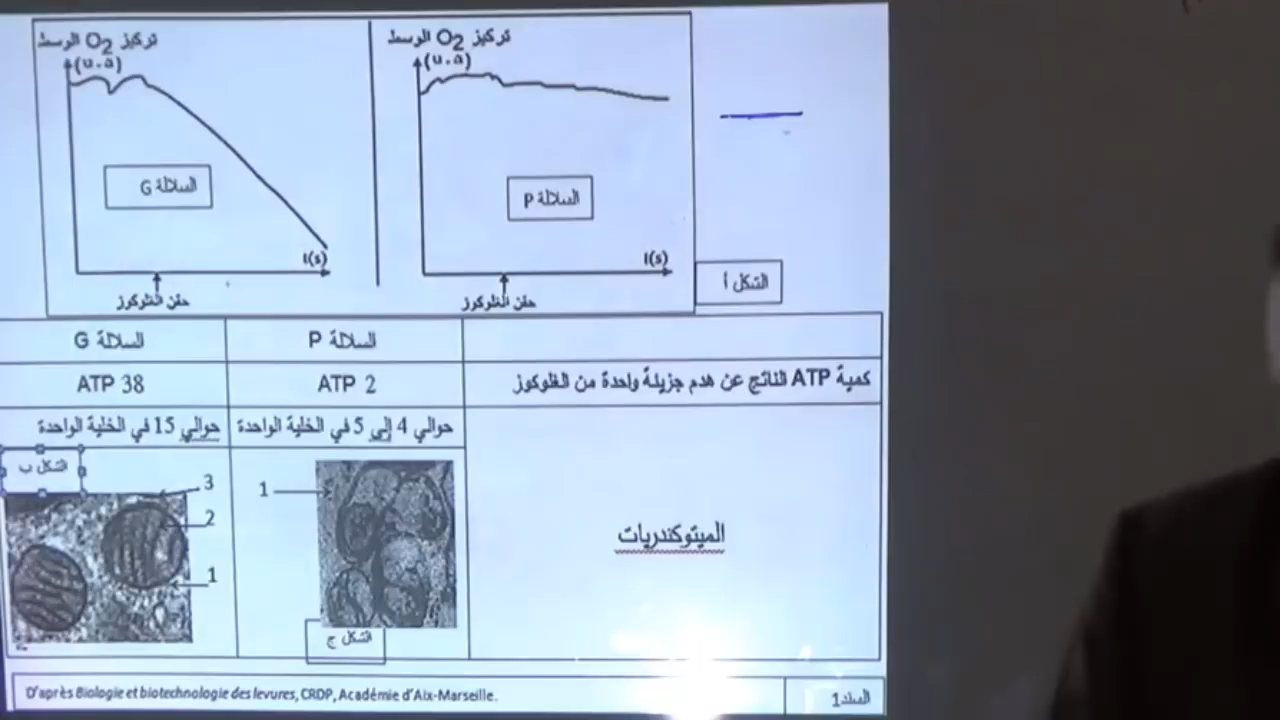 تركيز O2 الوسط
(u.a)
السلالة G
t(s)
حقن الغلوكوز
تركيز O2 الوسط
(u.a)
السلالة P
t(s)
حقن الغلوكوز
الشكل أ
السلالة P
السلالة G
كمية ATP الناتج عن هدم جزيلة واحدة من الغلوكوز
2 ATP
38 ATP
الميتوكندريات
حوالي 4 إلى 5 في الخلية الواحدة
حوالي 15 في الخلية الواحدة
1
الشكل ج
الشكل ب
3
2
1
السند1
D'après Biologie et biotechnologie des levures, CRDP, Académie d'Aix-Marseille.